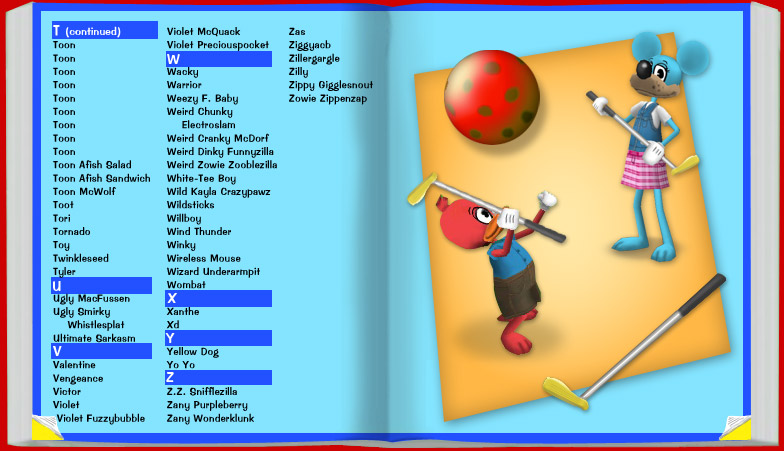 T (continued)
Toon
Toon
Toon
Toon
Toon
Toon
Toon
Toon
Toon
Toon Afish Salad
Toon Afish Sandwich
Toon McWolf
Toot
Tori
Tornado
Toy
Twinkleseed
Tyler
U
Ugly MacFussen
Ugly Smirky
Whistlesplat
Ultimate Sarkasm
V
Valentine
Vengeance
Victor
Violet
Violet Fuzzybubble
Violet McQuack
Violet Preciouspocket
W
Wacky
Warrior
Weezy F. Baby
Weird Chunky
Electroslam
Weird Cranky McDorf
Weird Dinky Funnyzilla
Weird Zowie Zooblezilla
White-Tee Boy
Wild Kayla Crazypawz
Wildsticks
Willboy
Wind Thunder
Winky
Wireless Mouse
Wizard Underarmpit
Wombat
X
Xanthe
Xd
Y
Yellow Dog
Yo Yo
Z
Z.Z. Snifflezilla
Zany Purpleberry
Zany Wonderklunk
Zas
Ziggyacb
Zillergargle
Zilly
Zippy Gigglesnout
Zowie Zippenzap